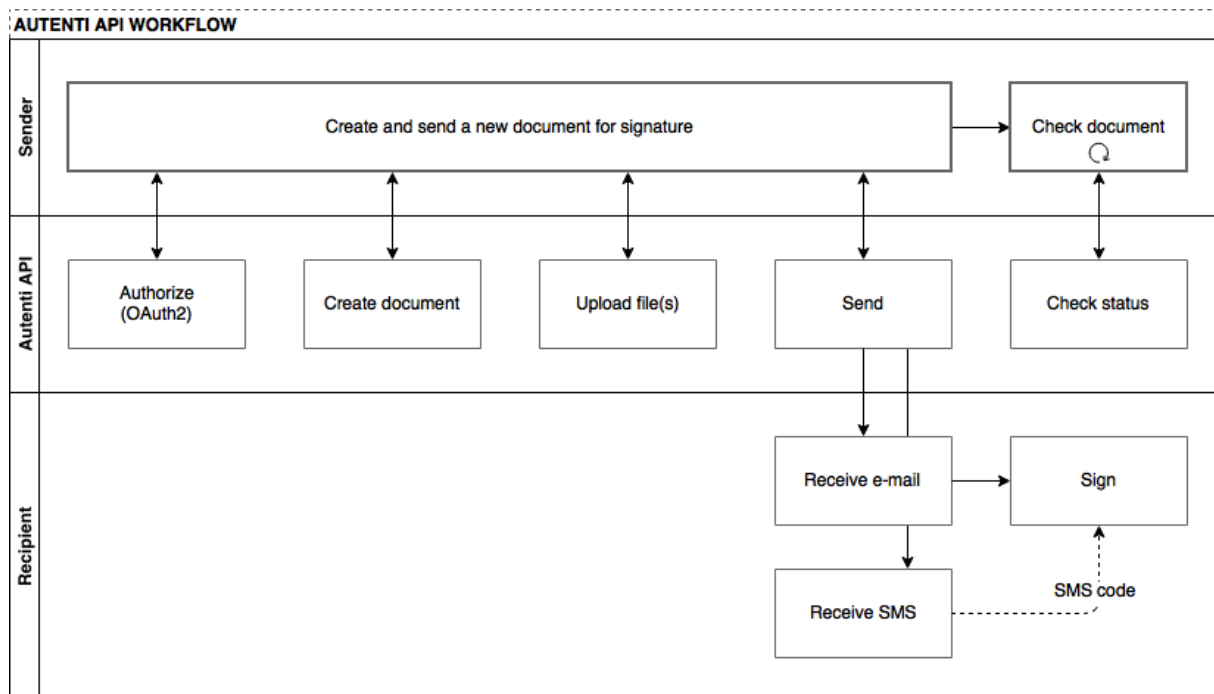 AUTENTI API WORKFLOW
Sender
Create and send a new document for signature
Check document
Autenti API
Authorize
(OAuth2)
Create document
Upload file(s)
Send
Check status
Recipient
Receive e-mail
Sign
SMS code
Receive SMS